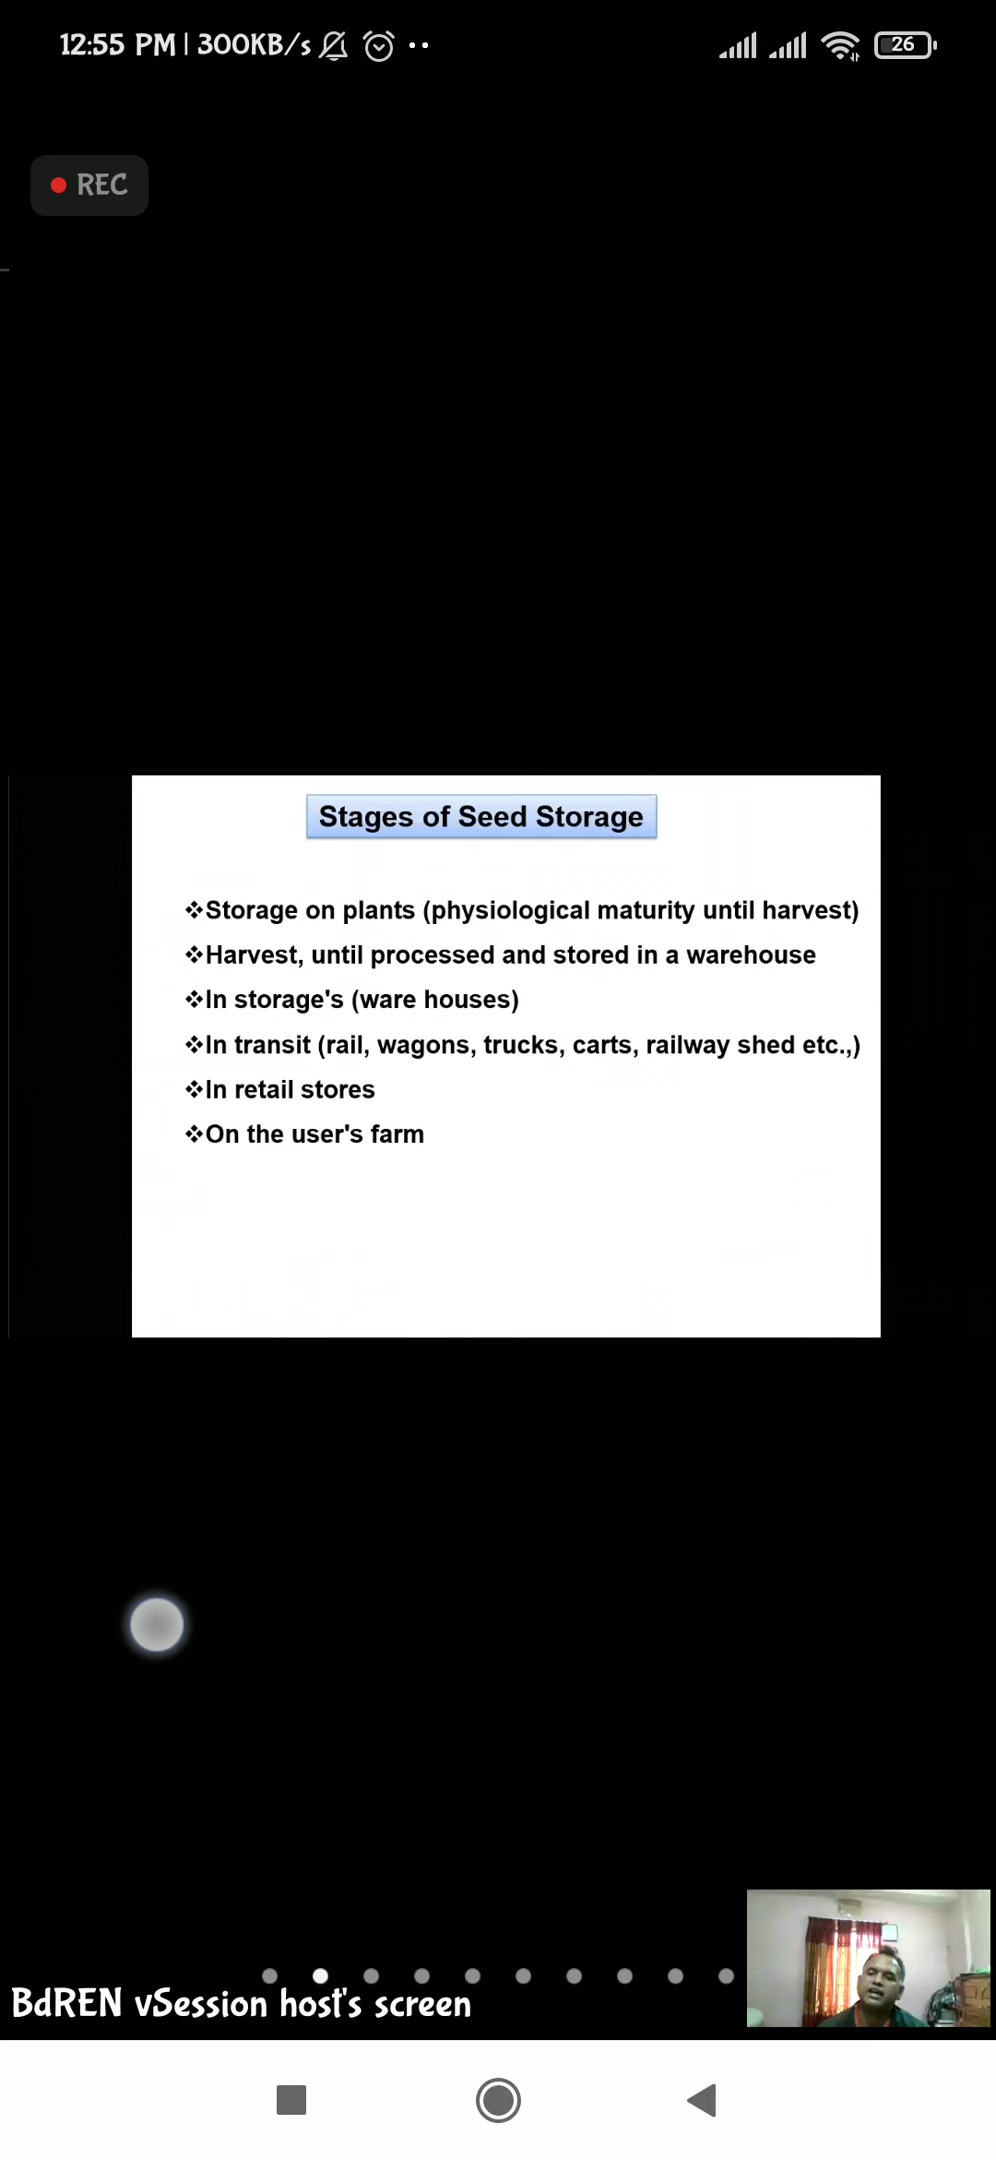 12:55 PM | 300KB/s
26
REC
Stages of Seed Storage
❖Storage on plants (physiological maturity until harvest)
❖Harvest, until processed and stored in a warehouse
❖In storage's (ware houses)
❖In transit (rail, wagons, trucks, carts, railway shed etc.,)
❖In retail stores
❖On the user's farm
BdREN vSession host's screen